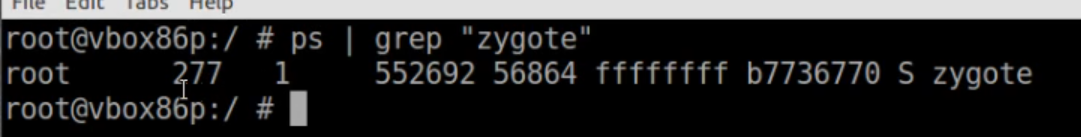 File Edit Tabs Help
root@vbox86p:/ # ps | grep "zygote"
root      277   1     552692 56864 ffffffff b7736770 S zygote
root@vbox86p:/ #